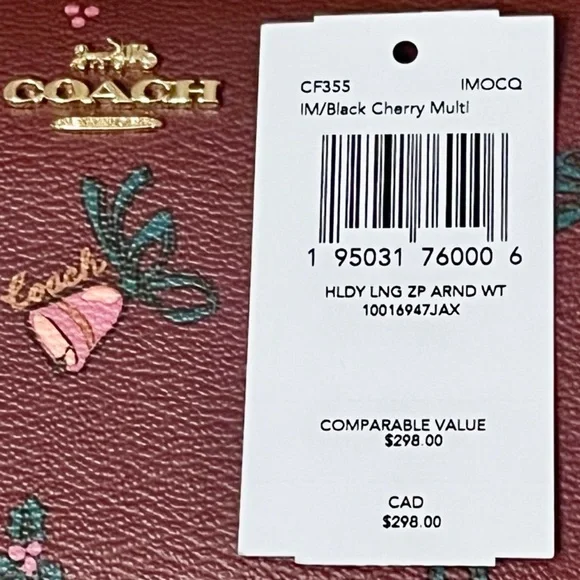 COACH
Coach
CF355 IMOCQ
IM/Black Cherry Multi
1 95031 76000 6
HLDY LNG ZP ARND WT
10016947JAX
COMPARABLE VALUE
$298.00
CAD
$298.00